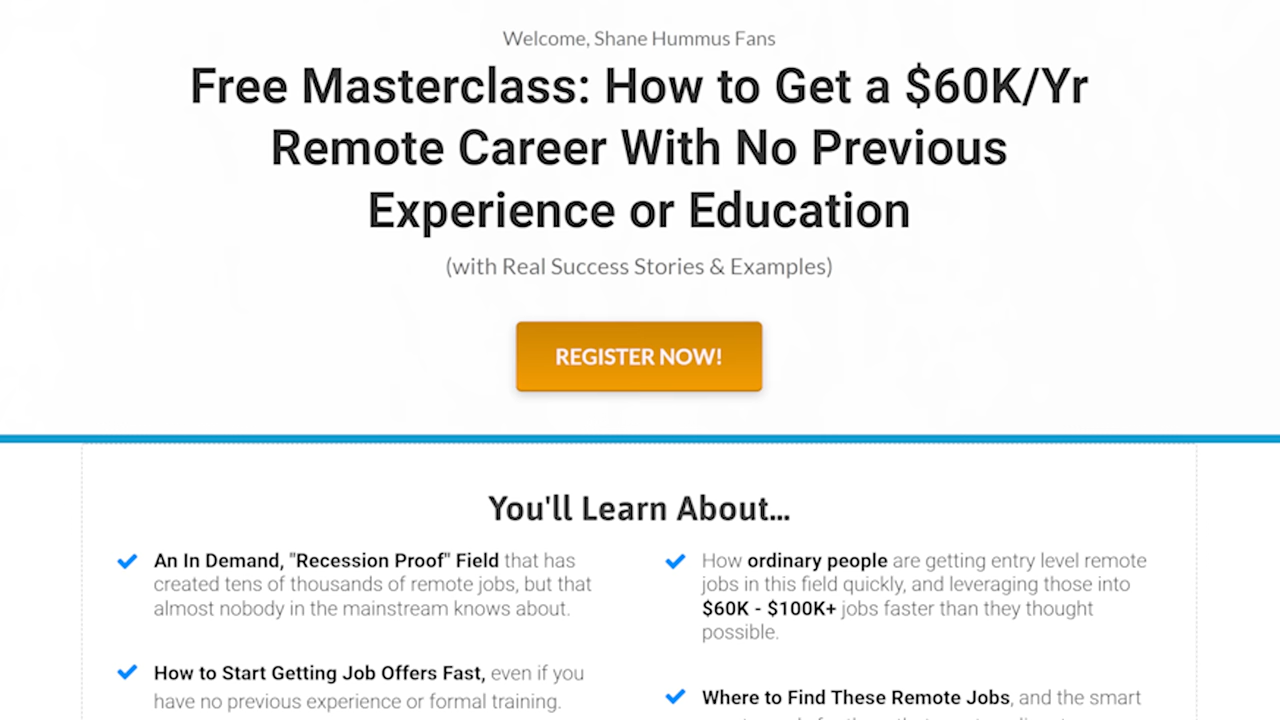 Welcome, Shane Hummus Fans
Free Masterclass: How to Get a $60K/Yr
Remote Career With No Previous
Experience or Education
(with Real Success Stories & Examples)
REGISTER NOW!
You'll Learn About...
An In Demand, "Recession Proof" Field that has
created tens of thousands of remote jobs, but that
almost nobody in the mainstream knows about.
How to Start Getting Job Offers Fast, even if you
have no previous experience or formal training.
How ordinary people are getting entry level remote
jobs in this field quickly, and leveraging those into
$60K - $100K+ jobs faster than they thought
possible.
Where to Find These Remote Jobs, and the smart